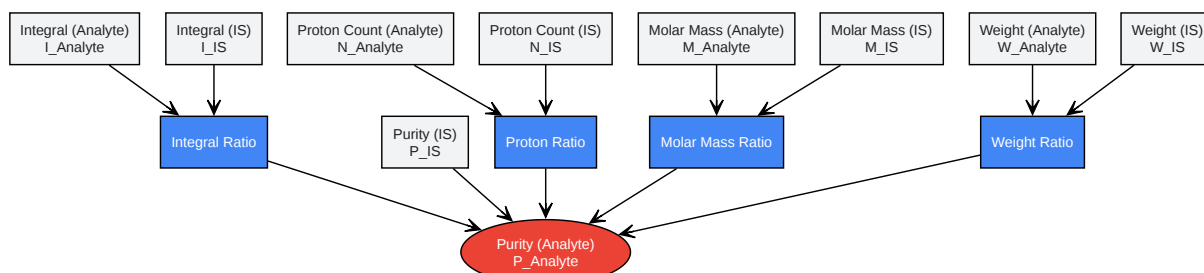 Integral (Analyte)
I_Analyte
Integral (IS)
I_IS
Proton Count (Analyte)
N_Analyte
Proton Count (IS)
N_IS
Molar Mass (Analyte)
M_Analyte
Molar Mass (IS)
M_IS
Weight (Analyte)
W_Analyte
Weight (IS)
W_IS
Integral Ratio
Purity (IS)
P_IS
Proton Ratio
Molar Mass Ratio
Weight Ratio
Purity (Analyte)
P_Analyte